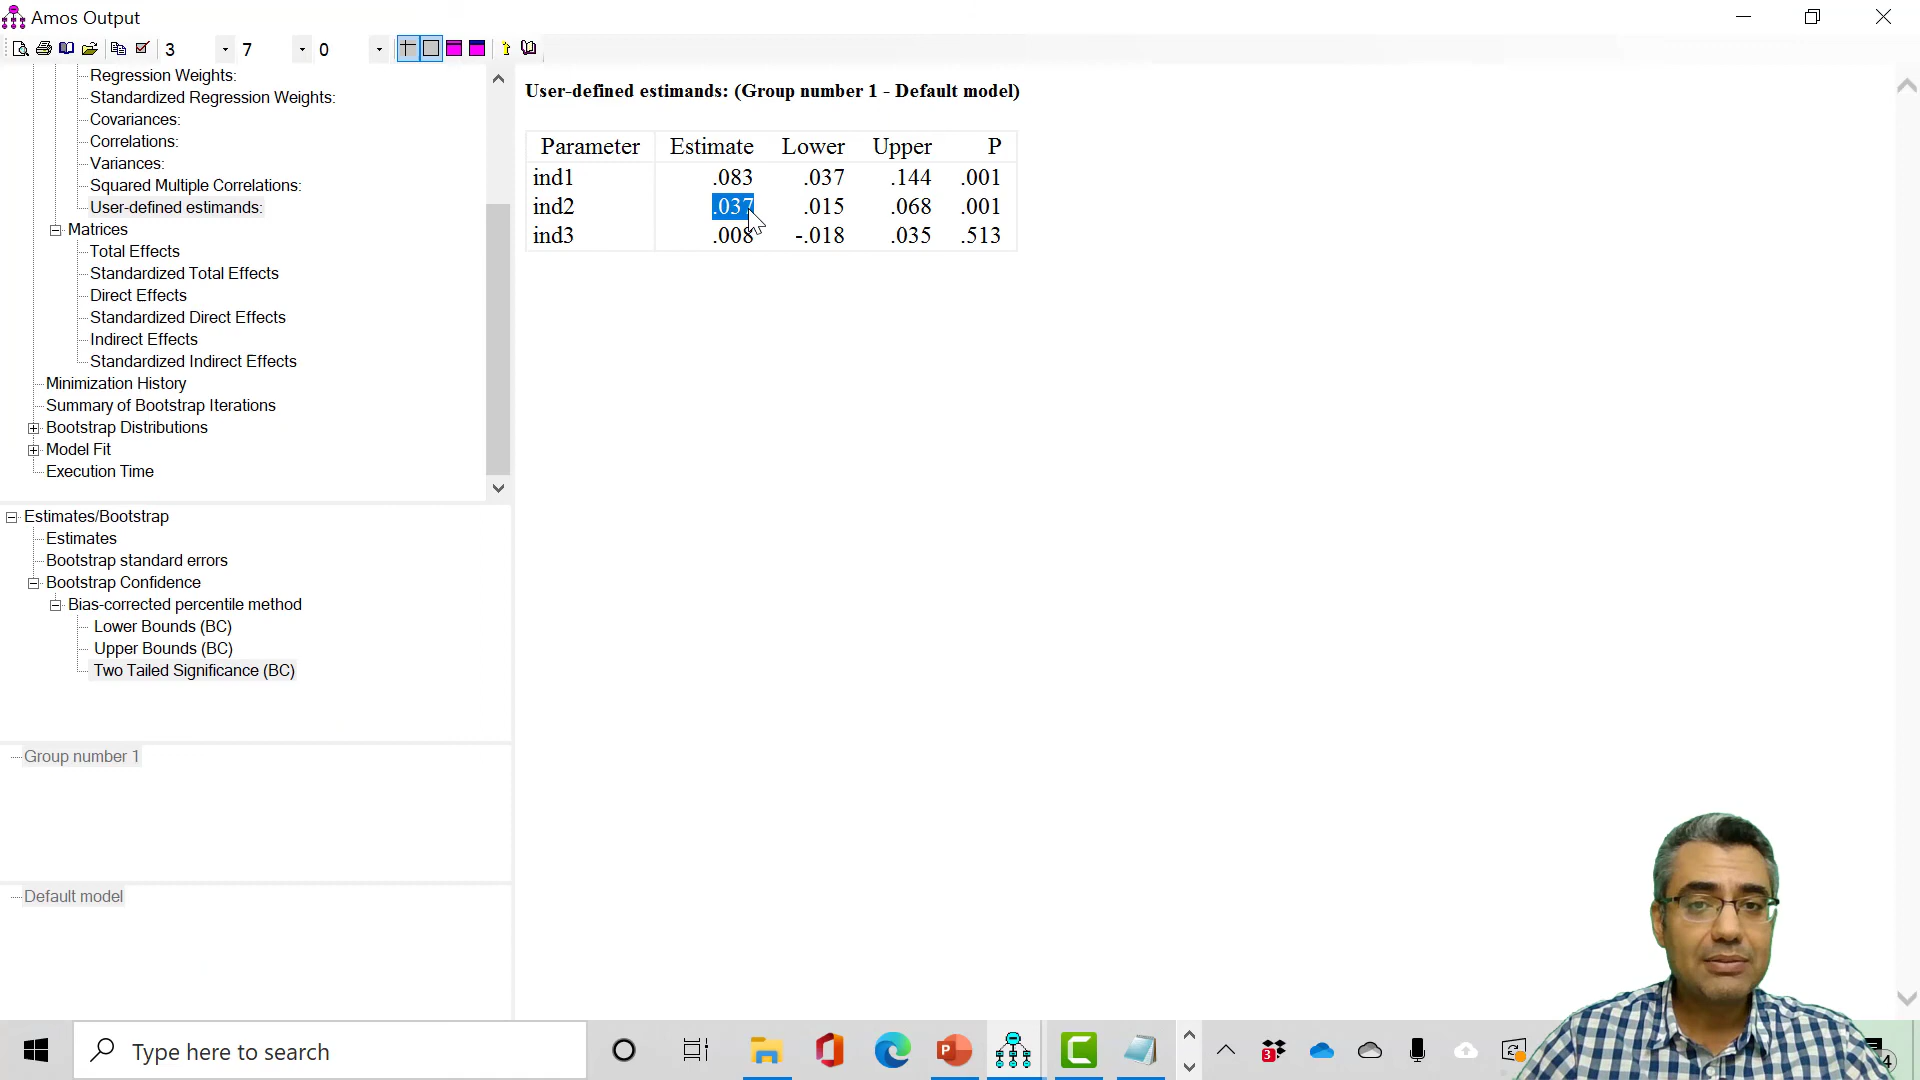 Amos Output
3 7 0
Regression Weights:
Standardized Regression Weights:
Covariances:
Correlations:
Variances:
Squared Multiple Correlations:
User-defined estimands:
Matrices
Total Effects
Standardized Total Effects
Direct Effects
Standardized Direct Effects
Indirect Effects
Standardized Indirect Effects
Minimization History
Summary of Bootstrap Iterations
Bootstrap Distributions
Model Fit
Execution Time
Estimates/Bootstrap
Estimates
Bootstrap standard errors
Bootstrap Confidence
Bias-corrected percentile method
Lower Bounds (BC)
Upper Bounds (BC)
Two Tailed Significance (BC)
Group number 1
Default model
User-defined estimands: (Group number 1 - Default model)
Parameter Estimate Lower Upper P
ind1 .083 .037 .144 .001
ind2 .037 .015 .068 .001
ind3 .008 -.018 .035 .513
Type here to search
3
4